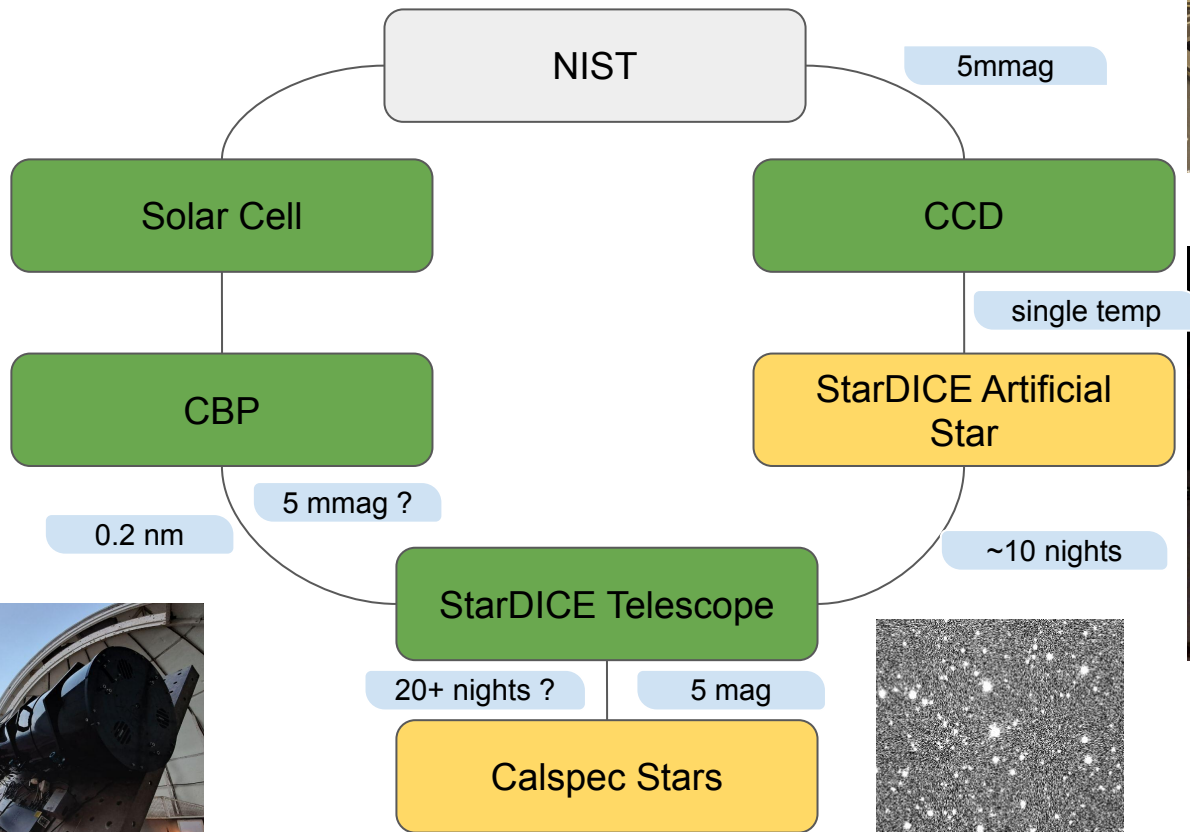 NIST
5mmag
Solar Cell
CCD
single temp
CBP
StarDICE Artificial
Star
5 mmag ?
0.2 nm
~10 nights
StarDICE Telescope
20+ nights ?
5 mag
Calspec Stars